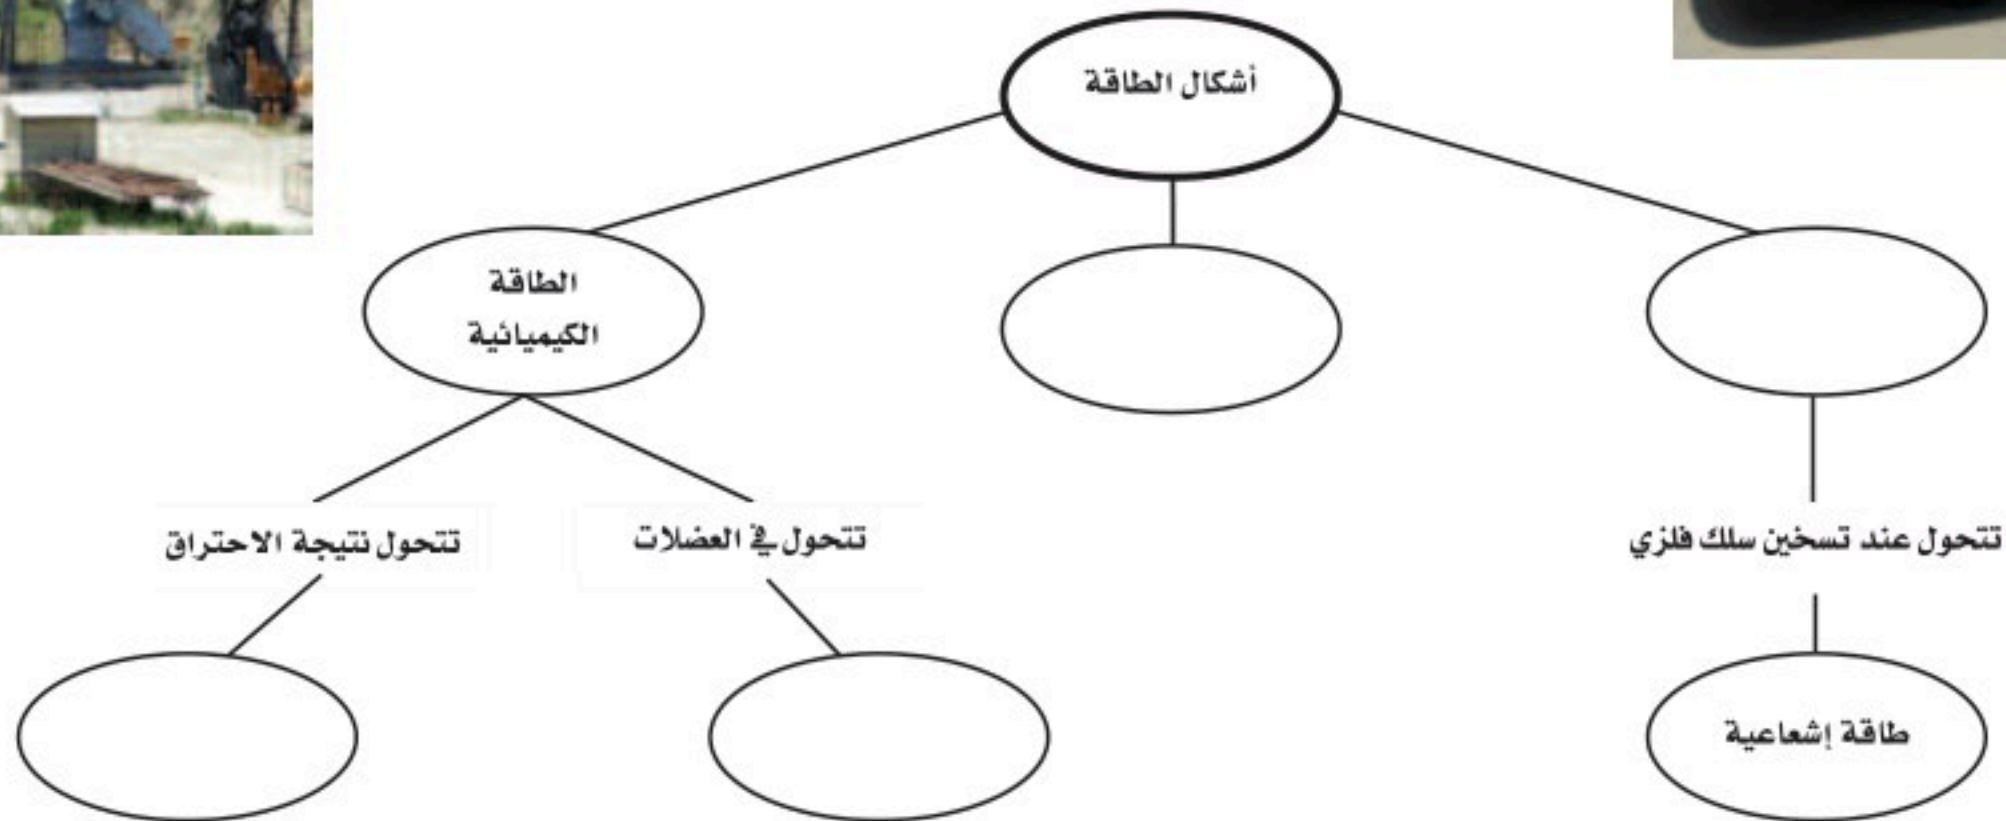 أشكال الطاقة
الطاقة
الكيميائية
تتحول عند تسخين سلك فلزي
تتحول في العضلات
تتحول نتيجة الاحتراق
طاقة إشعاعية